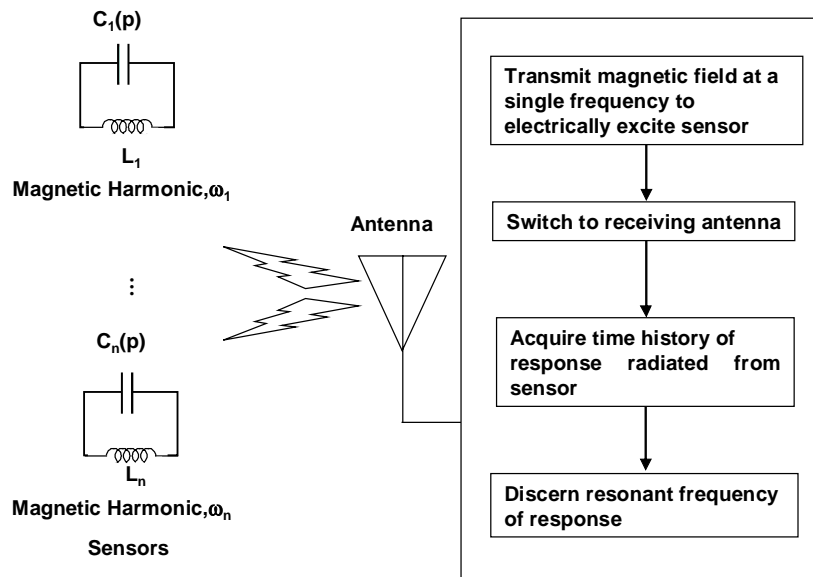 C₁(p)
L₁
Magnetic Harmonic,ω₁
⋮
Cₙ(p)
Lₙ
Magnetic Harmonic,ωₙ
Sensors
Antenna
Transmit magnetic field at a
single frequency to
electrically excite sensor
Switch to receiving antenna
Acquire time history of
response radiated from
sensor
Discern resonant frequency
of response